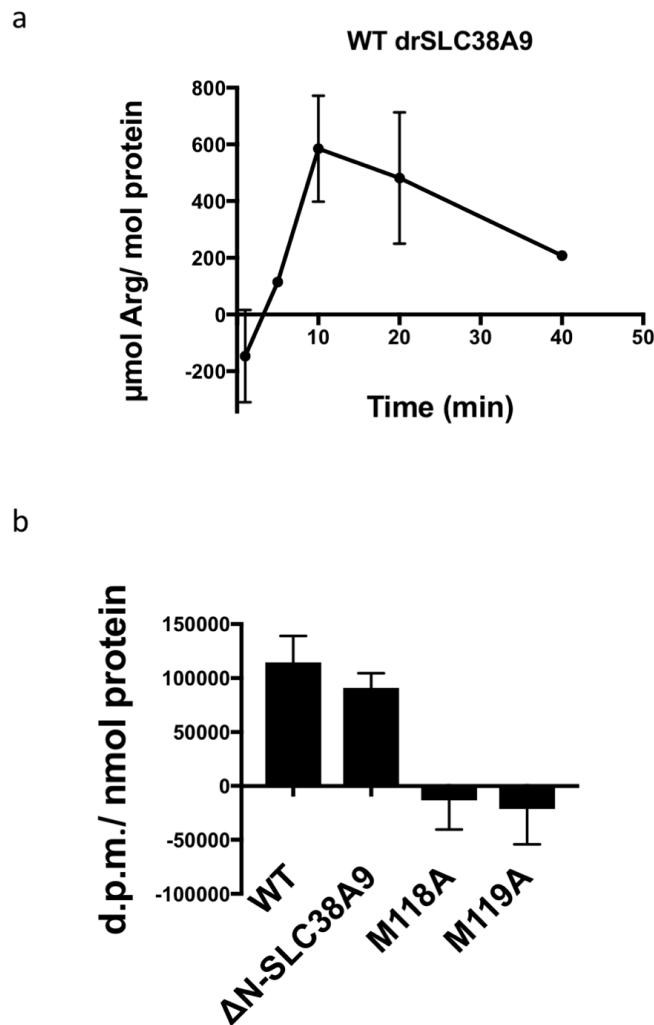 a
WT drSLC38A9
µmol Arg/ mol protein
800
600
400
200
0
-200
10 20 30 40 50
Time (min)
b
d.p.m./ nmol protein
150000
100000
50000
0
-50000
-100000
WT
ΔN-SLC38A9
M118A
M119A